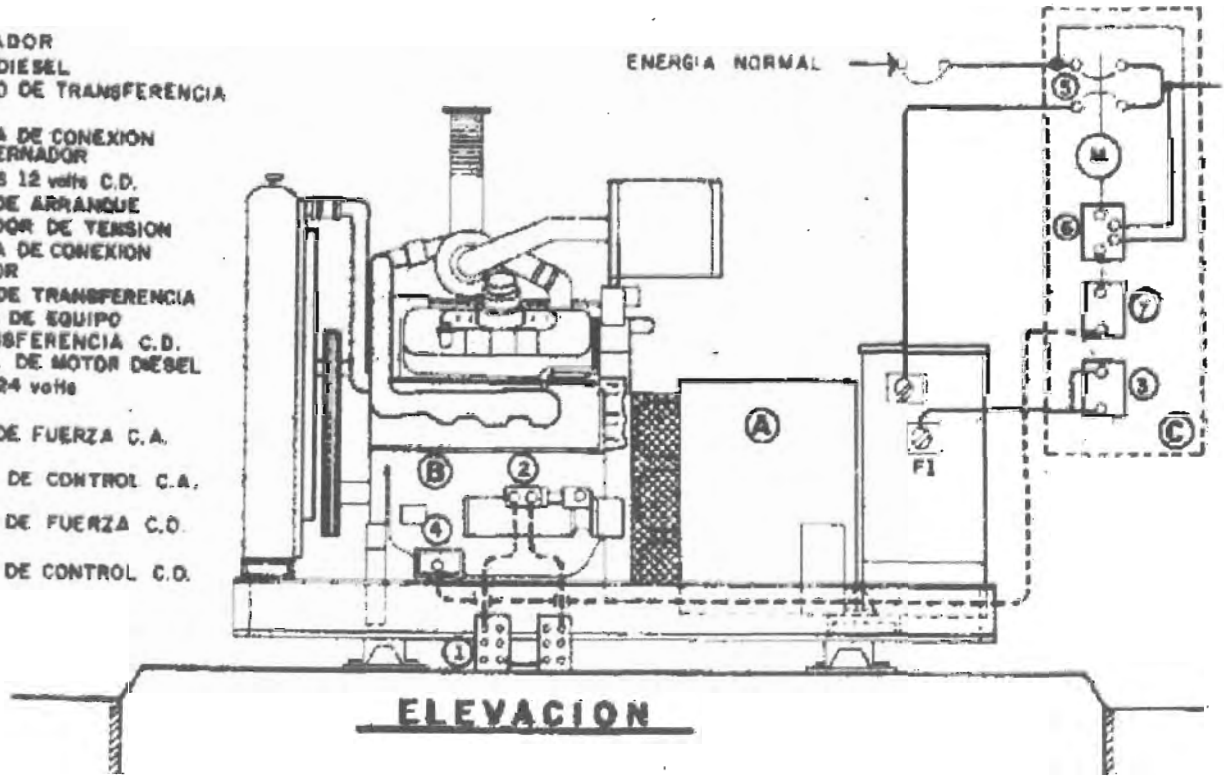 ADOR
DIESEL
O DE TRANSFERENCIA
A DE CONEXION
ERNADOR
S 12 volts C.D.
DE ARRANQUE
DOR DE TENSION
A DE CONEXION
OR
DE TRANSFERENCIA
DE EQUIPO
NSFERENCIA C.D.
DE MOTOR DIESEL
24 volts
DE FUERZA C.A.
DE CONTROL C.A.
DE FUERZA C.D.
DE CONTROL C.D.
ENERGIA NORMAL
5
M
6
7
3
C
A
F1
B
2
4
1
ELEVACION